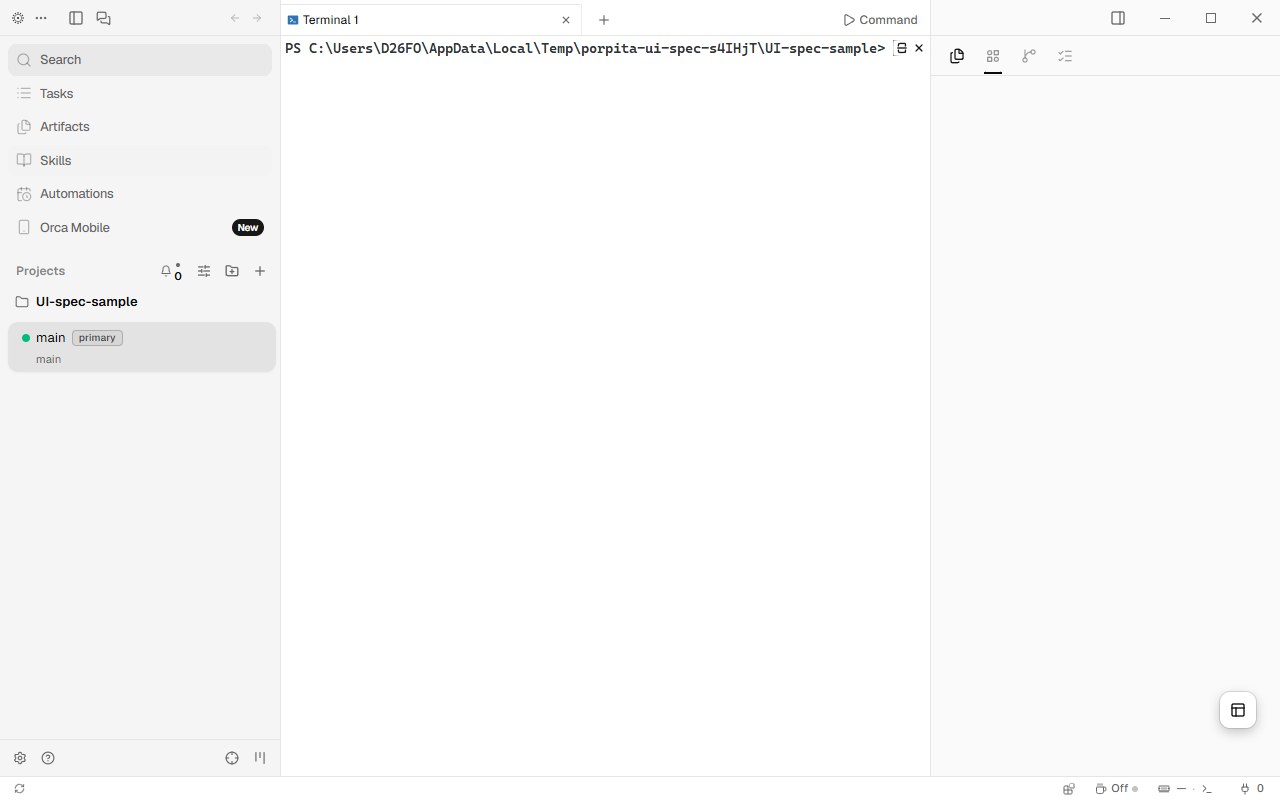 Terminal 1
Command
PS C:\Users\D26FO\AppData\Local\Temp\porpita-ui-spec-s4IHjT\UI-spec-sample>
Search
Tasks
Artifacts
Skills
Automations
Orca Mobile New
Projects 0
UI-spec-sample
main primary
main
Off
0